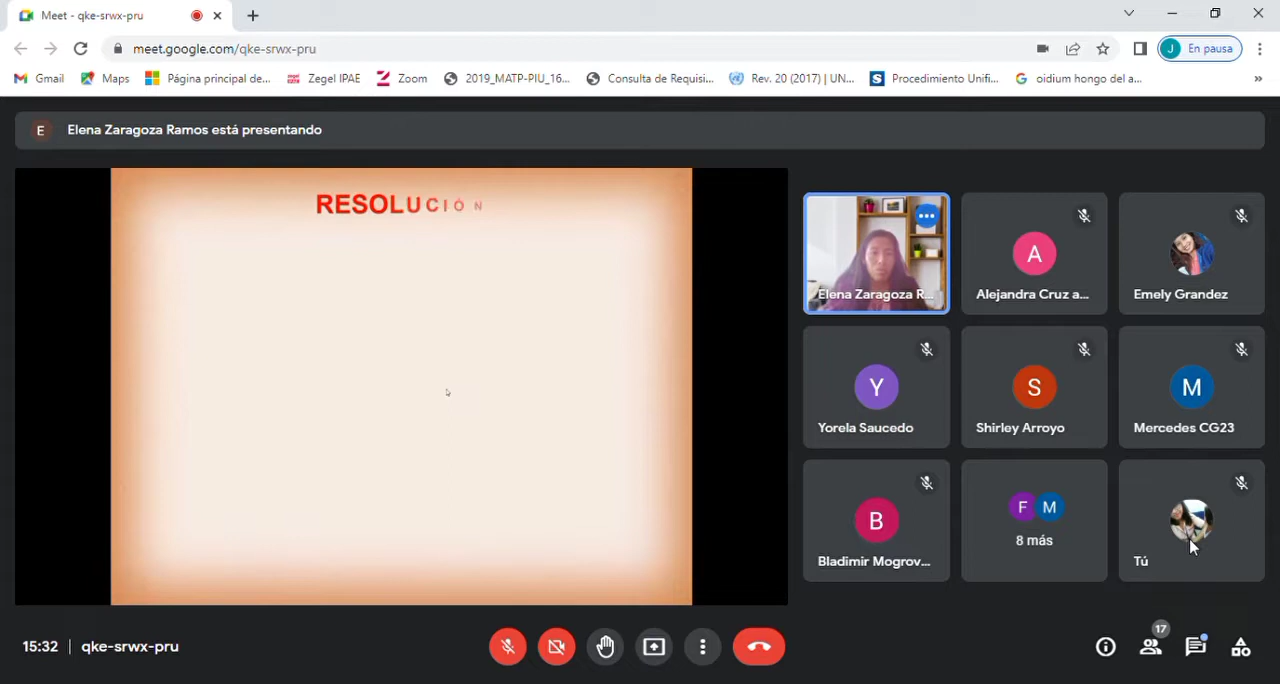 Meet - qke-srwx-pru
meet.google.com/qke-srwx-pru
J
En pausa
Gmail
Maps
Página principal de...
Zegel IPAE
Zoom
2019_MATP-PIU_16...
Consulta de Requisi...
Rev. 20 (2017) | UN...
Procedimiento Unifi...
oidium hongo del a...
»
E
Elena Zaragoza Ramos está presentando
RESOLUCIÓN
Elena Zaragoza R...
A
Alejandra Cruz a...
Emely Grandez
Y
Yorela Saucedo
S
Shirley Arroyo
M
Mercedes CG23
B
Bladimir Mogrov...
F
M
8 más
Tú
15:32 | qke-srwx-pru
17